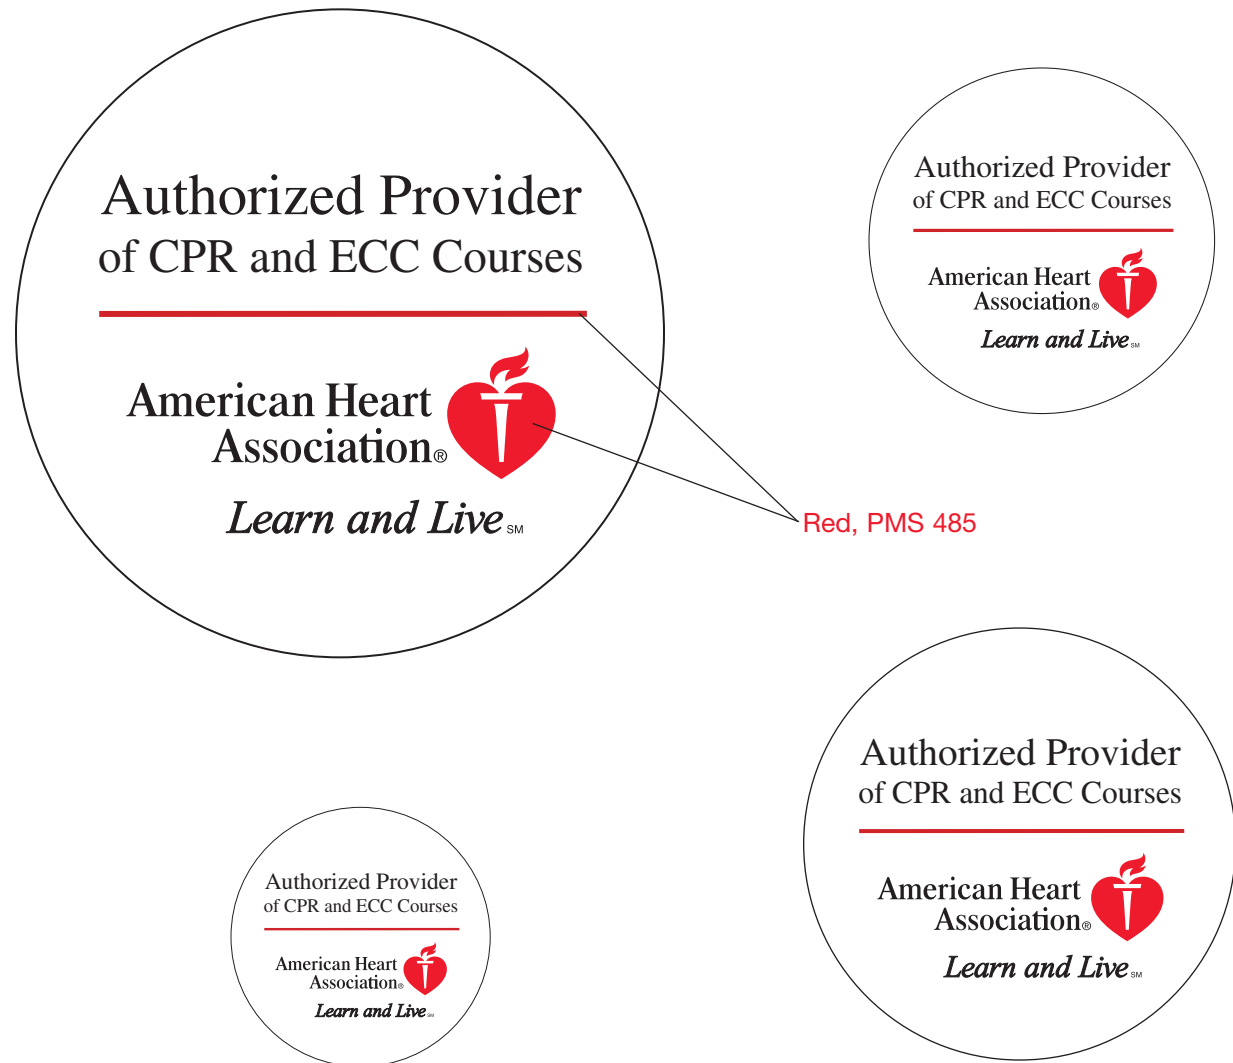 Authorized Provider
of CPR and ECC Courses
American Heart
Association®
Learn and Live SM
Authorized Provider
of CPR and ECC Courses
American Heart
Association®
Learn and Live SM
Red, PMS 485
Authorized Provider
of CPR and ECC Courses
American Heart
Association®
Learn and Live SM
Authorized Provider
of CPR and ECC Courses
American Heart
Association®
Learn and Live SM